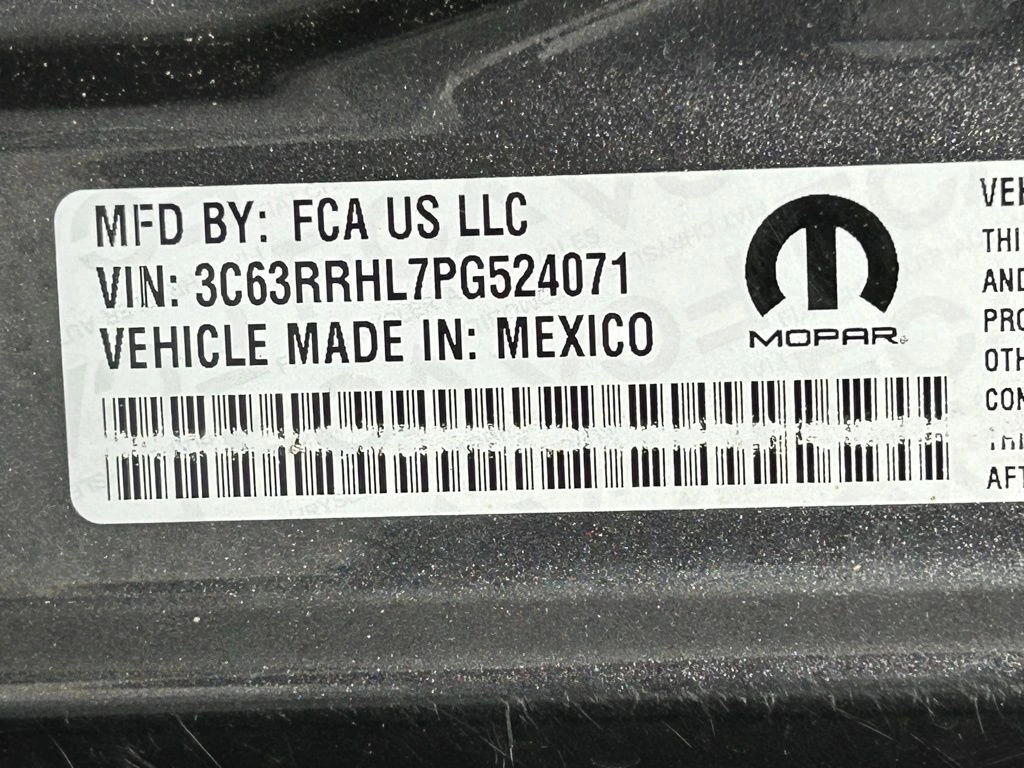 MFD BY: FCA US LLC
VIN: 3C63RRHL7PG524071
VEHICLE MADE IN: MEXICO
MOPAR
VEH
THI
AND
PRO
OTH
CON
THI
AFT